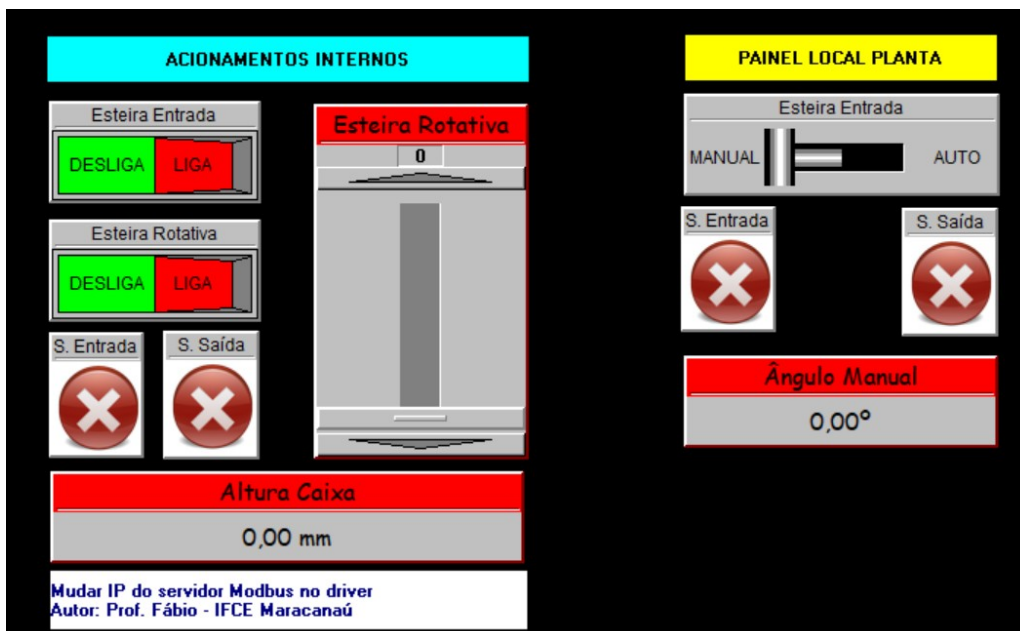 ACIONAMENTOS INTERNOS
Esteira Entrada
DESLIGA LIGA
Esteira Rotativa
DESLIGA LIGA
S. Entrada S. Saída
Esteira Rotativa
0
Altura Caixa
0,00 mm
Mudar IP do servidor Modbus no driver
Autor: Prof. Fábio - IFCE Maracanaú
PAINEL LOCAL PLANTA
Esteira Entrada
MANUAL AUTO
S. Entrada S. Saída
Ângulo Manual
0,00º